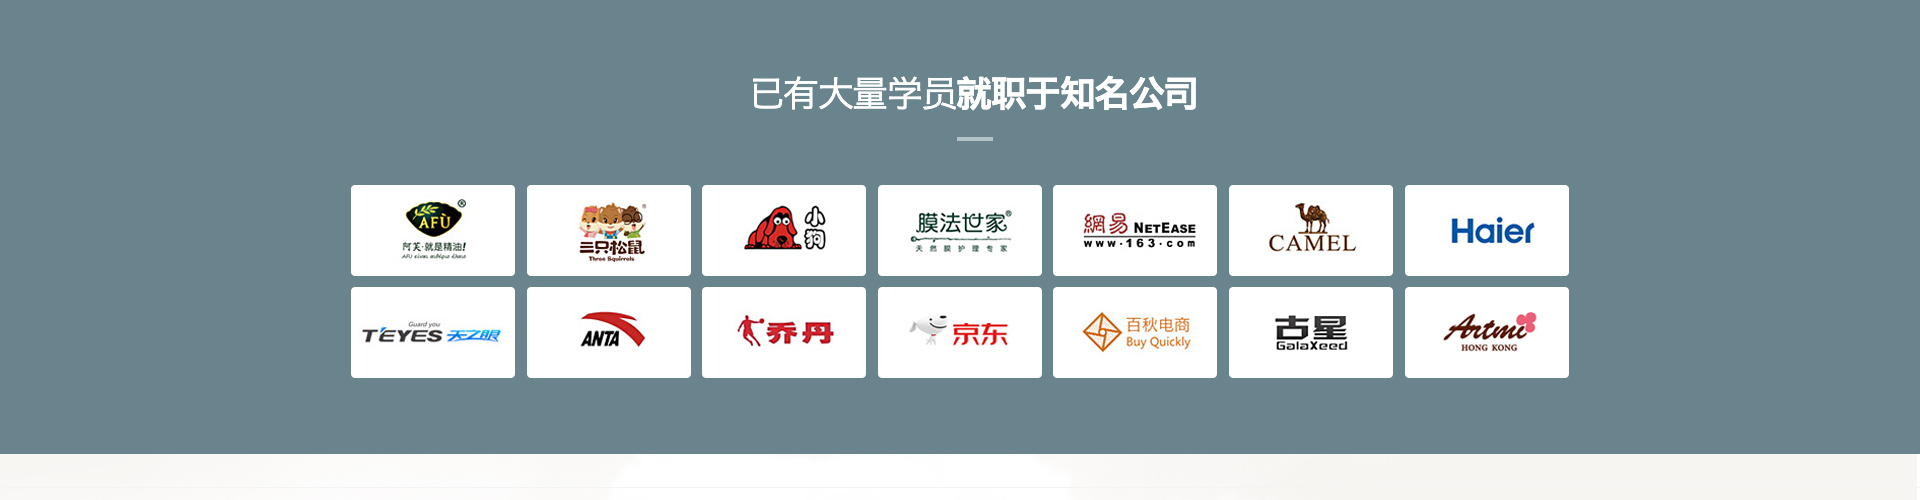 已有大量学员就职于知名公司
AFU ®
阿芙·就是精油!
®
三只松鼠
Three Squirrels
小狗
膜法世家®
天然膜护理专家
網易 NETEASE
www.163.com
CAMEL
Haier
Guard you
T'EYES 天之眼
ANTA
乔丹
京东
百秋电商
Buy Quickly
古星
GalaXeed
Artmi
HONG KONG